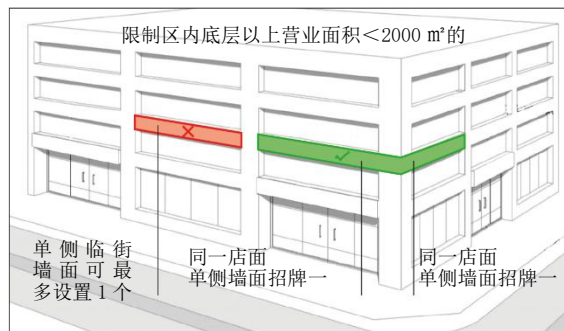 限制区内底层以上营业面积＜2000 ㎡的
单侧临街
墙面可最
多设置1个
同一店面
单侧墙面招牌一
同一店面
单侧墙面招牌一